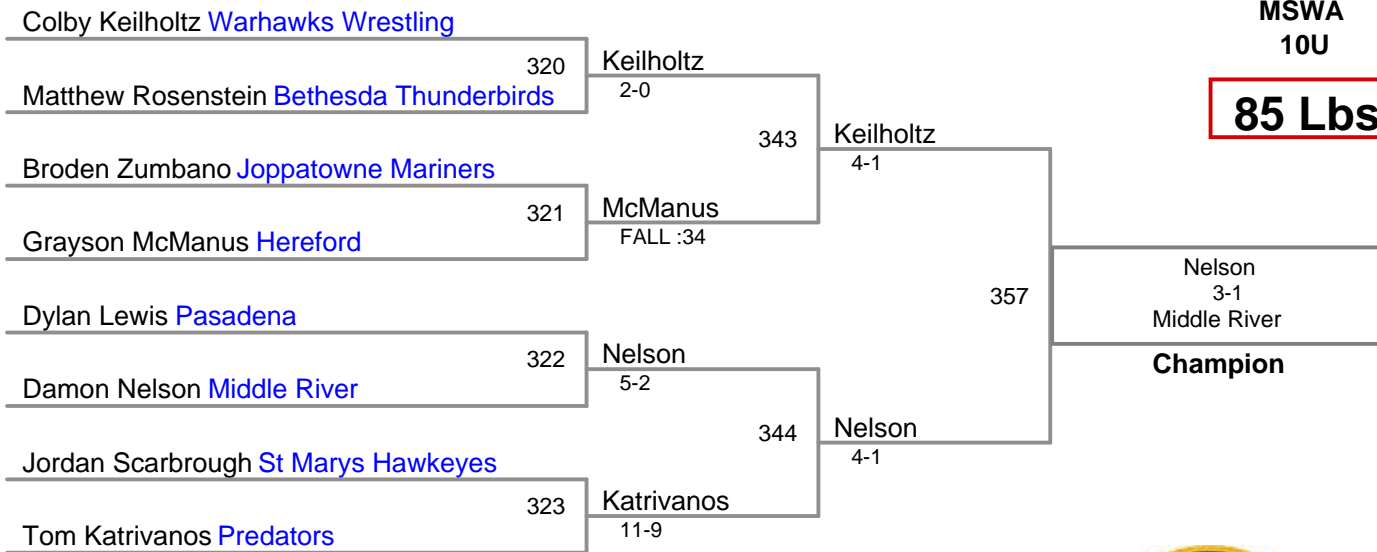 Colby Keilholtz Warhawks Wrestling
MSWA
10U
320
Keilholtz
2-0
Matthew Rosenstein Bethesda Thunderbirds
85 Lbs
343
Keilholtz
4-1
Broden Zumbano Joppatowne Mariners
321
McManus
FALL :34
Grayson McManus Hereford
357
Nelson
3-1
Middle River
Champion
Dylan Lewis Pasadena
322
Nelson
5-2
Damon Nelson Middle River
344
Nelson
4-1
Jordan Scarbrough St Marys Hawkeyes
323
Katrivanos
11-9
Tom Katrivanos Predators